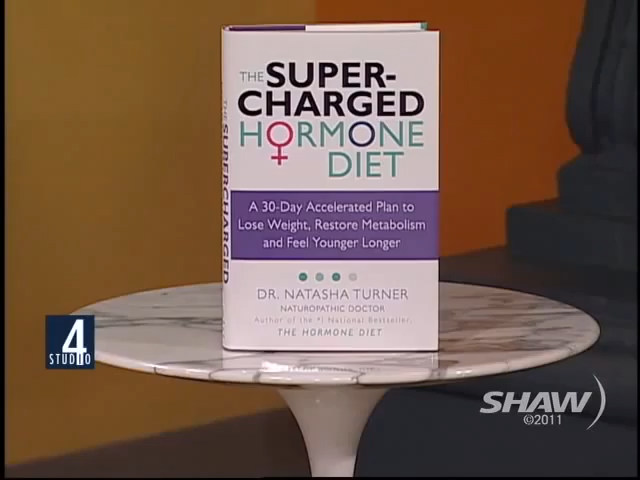 THE SUPER-
CHARGED
HORMONE
DIET
A 30-Day Accelerated Plan to
Lose Weight, Restore Metabolism
and Feel Younger Longer
DR. NATASHA TURNER
NATUROPATHIC DOCTOR
Author of the #1 National Bestseller,
THE HORMONE DIET
THE SUPERCHARGED
4
STUDIO
SHAW
©2011